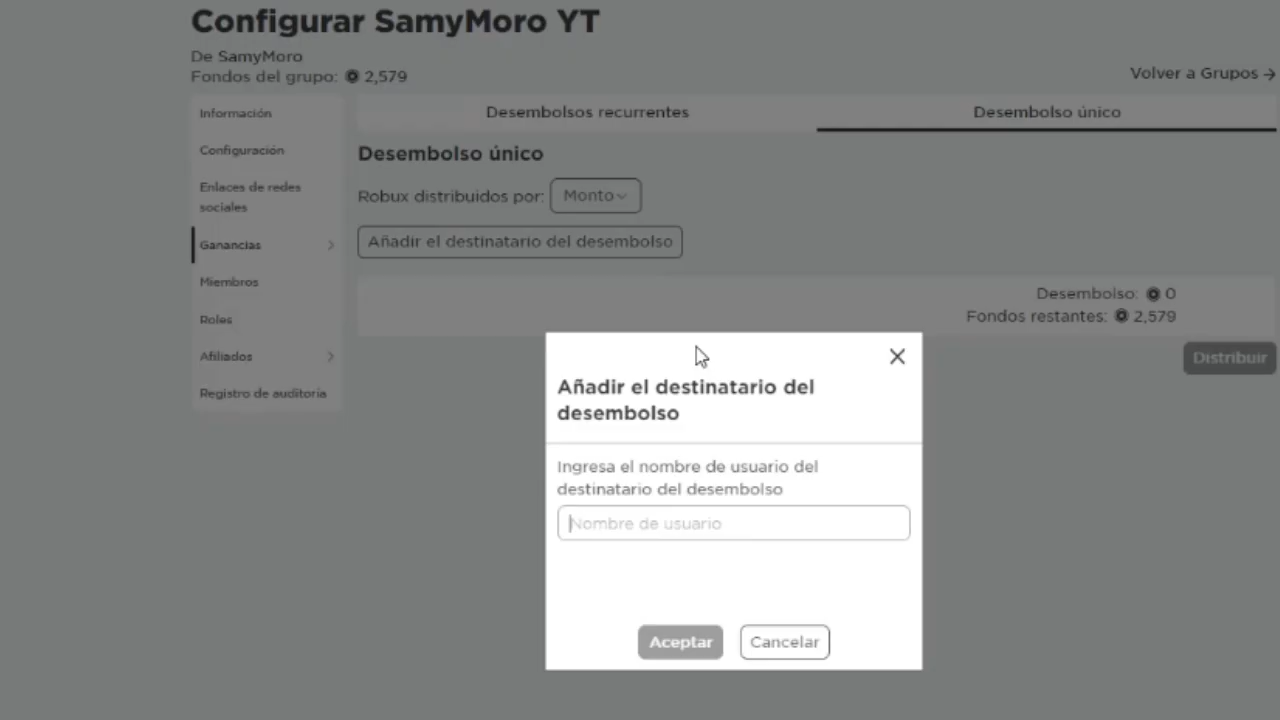 Configurar SamyMoro YT
De SamyMoro
Fondos del grupo: 2,579
Volver a Grupos →
Información
Configuración
Enlaces de redes
sociales
Ganancias
Miembros
Roles
Afiliados
Registro de auditoría
Desembolsos recurrentes
Desembolso único
Desembolso único
Robux distribuidos por: Monto
Añadir el destinatario del desembolso
Desembolso: 0
Fondos restantes: 2,579
Distribuir
Añadir el destinatario del
desembolso
Ingresa el nombre de usuario del
destinatario del desembolso
Nombre de usuario
Aceptar
Cancelar